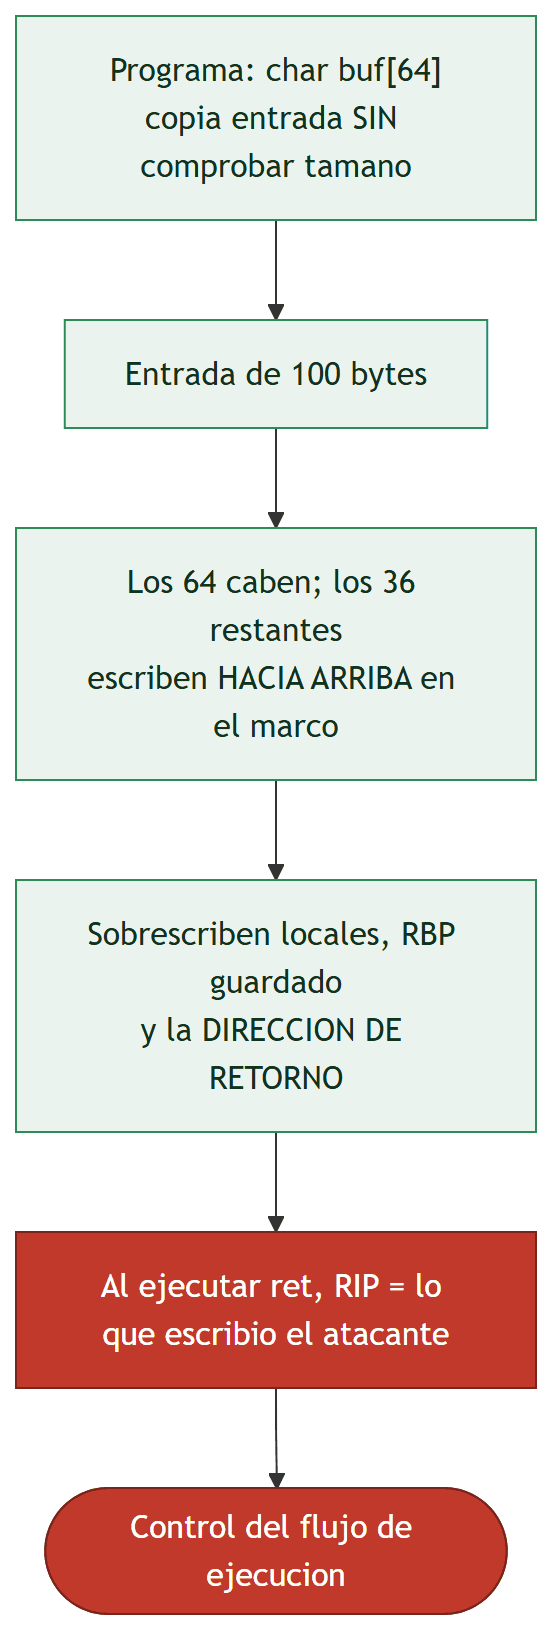 Programa: char buf[64]
copia entrada SIN
comprobar tamano
Entrada de 100 bytes
Los 64 caben; los 36
restantes
escriben HACIA ARRIBA en
el marco
Sobrescriben locales, RBP
guardado
y la DIRECCION DE
RETORNO
Al ejecutar ret, RIP = lo
que escribio el atacante
Control del flujo de
ejecucion